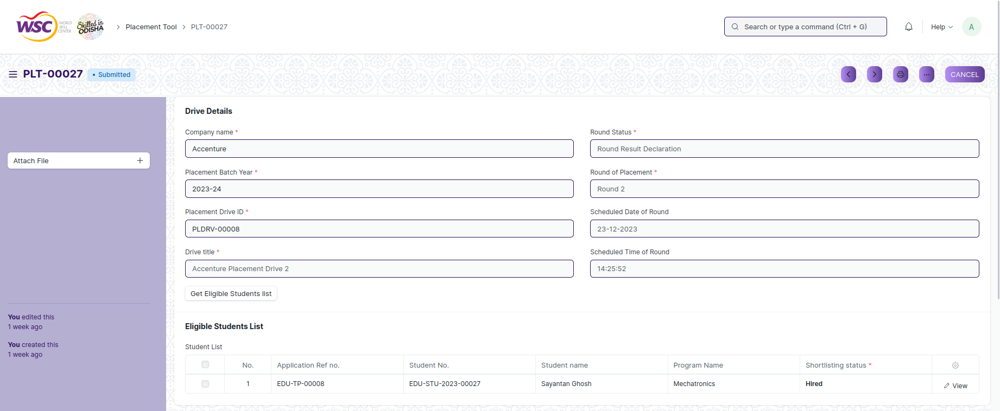 WSC WORLD SKILL CENTER
Skilled in ODISHA
Placement Tool PLT-00027
Search or type a command (Ctrl + G)
Help
A
PLT-00027
• Submitted
CANCEL
Attach File
You edited this
1 week ago
You created this
1 week ago
Drive Details
Company name *
Accenture
Placement Batch Year *
2023-24
Placement Drive ID *
PLDRV-00008
Drive title *
Accenture Placement Drive 2
Get Eligible Students list
Round Status *
Round Result Declaration
Round of Placement *
Round 2
Scheduled Date of Round
23-12-2023
Scheduled Time of Round
14:25:52
Eligible Students List
Student List
No. Application Ref no. Student No. Student name Program Name Shortlisting status *
1 EDU-TP-00008 EDU-STU-2023-00027 Sayantan Ghosh Mechatronics Hired View